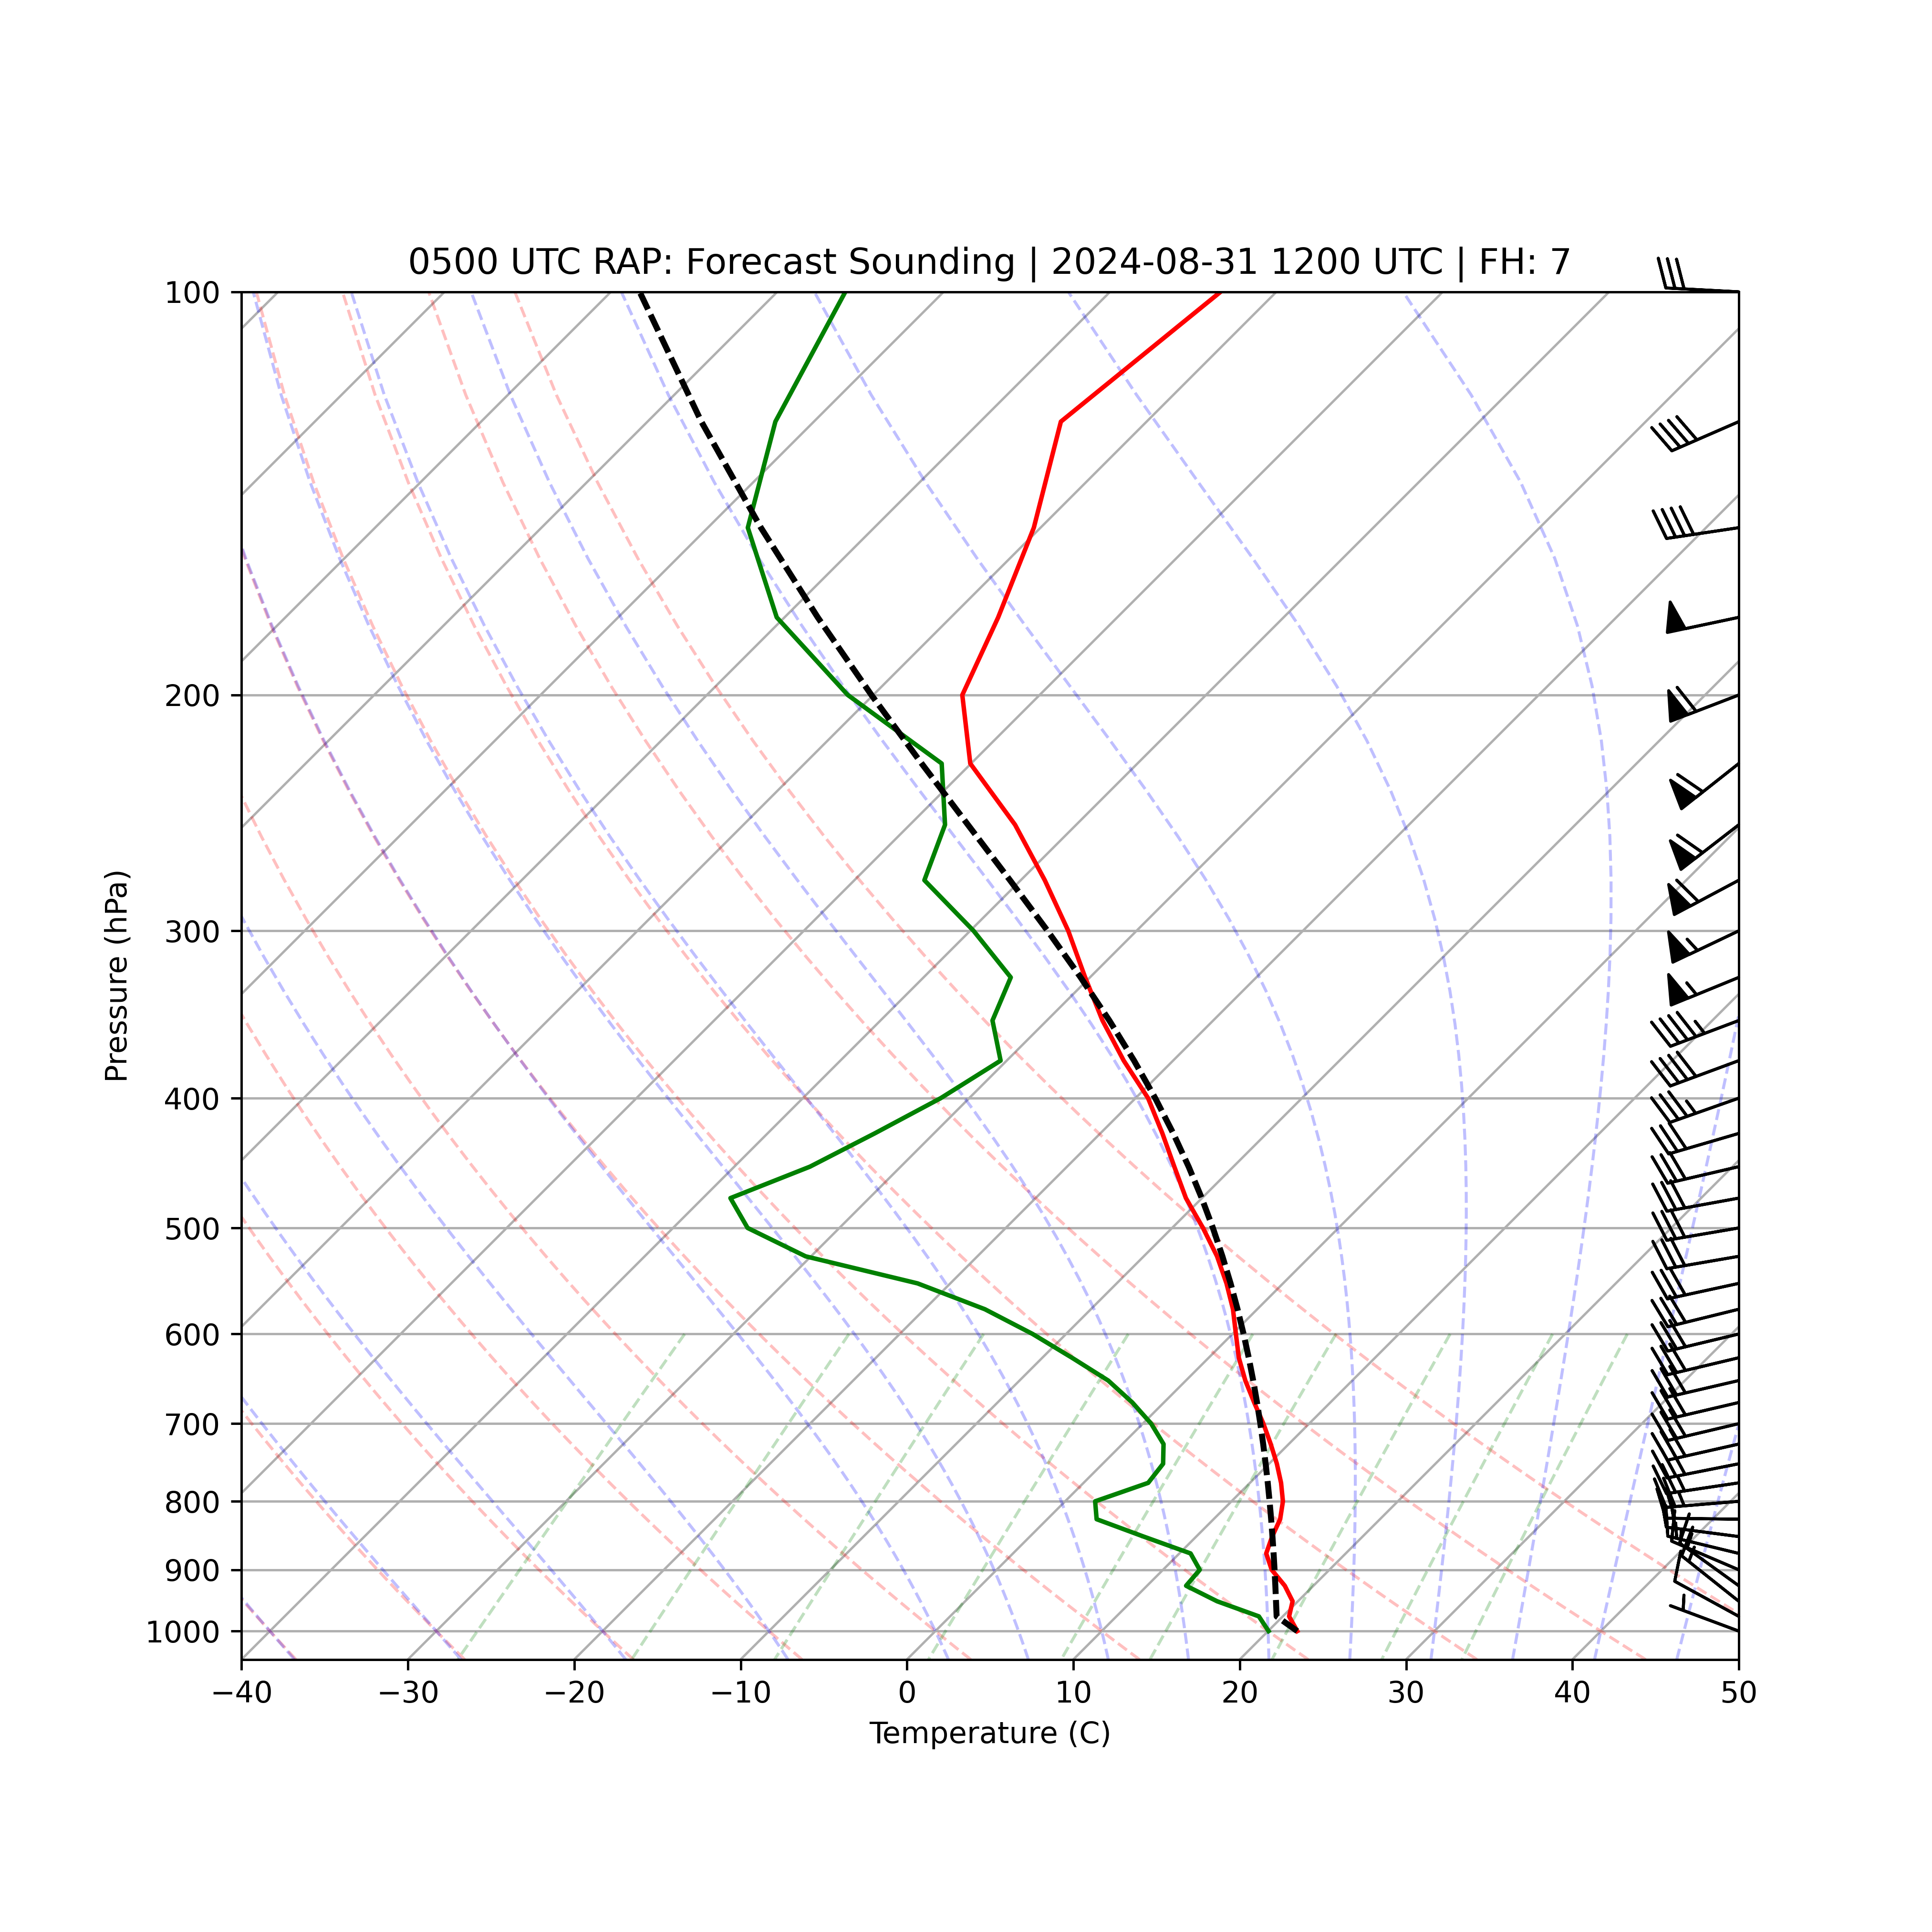 0500 UTC RAP: Forecast Sounding | 2024-08-31 1200 UTC | FH: 7
100
200
300
400
500
600
700
800
900
1000
Pressure (hPa)
−40 −30 −20 −10 0 10 20 30 40 50
Temperature (C)